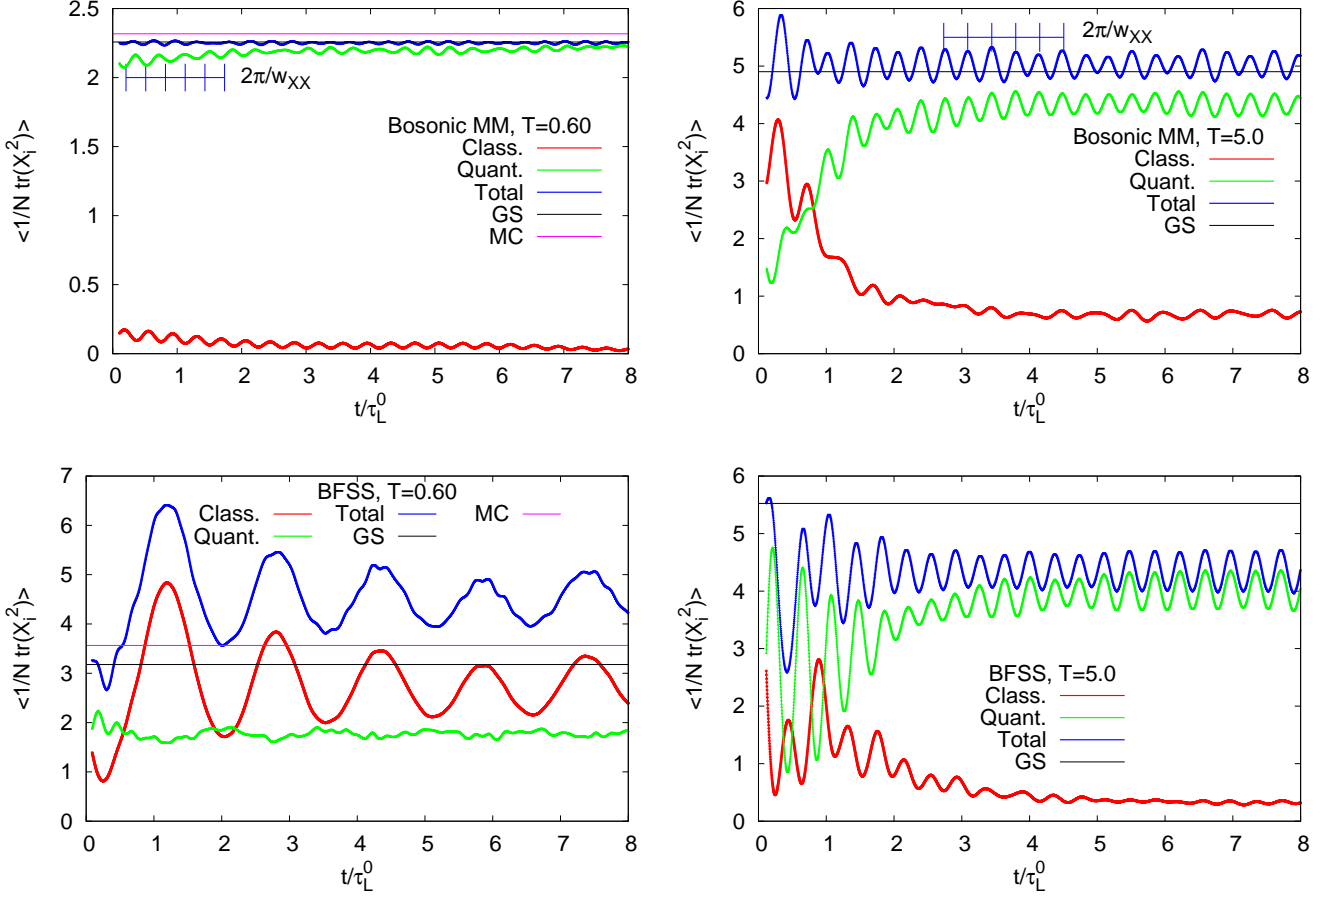 2.5
2
1.5
1
0.5
0
0 1 2 3 4 5 6 7 8
<1/N tr(X_i^2)>
t/τ_L^0
2π/w_XX
Bosonic MM, T=0.60
Class.
Quant.
Total
GS
MC
6
5
4
3
2
1
0
0 1 2 3 4 5 6 7 8
<1/N tr(X_i^2)>
t/τ_L^0
2π/w_XX
Bosonic MM, T=5.0
Class.
Quant.
Total
GS
7
6
5
4
3
2
1
0
0 1 2 3 4 5 6 7 8
<1/N tr(X_i^2)>
t/τ_L^0
BFSS, T=0.60
Class. Total MC
Quant. GS
6
5
4
3
2
1
0
0 1 2 3 4 5 6 7 8
<1/N tr(X_i^2)>
t/τ_L^0
BFSS, T=5.0
Class.
Quant.
Total
GS